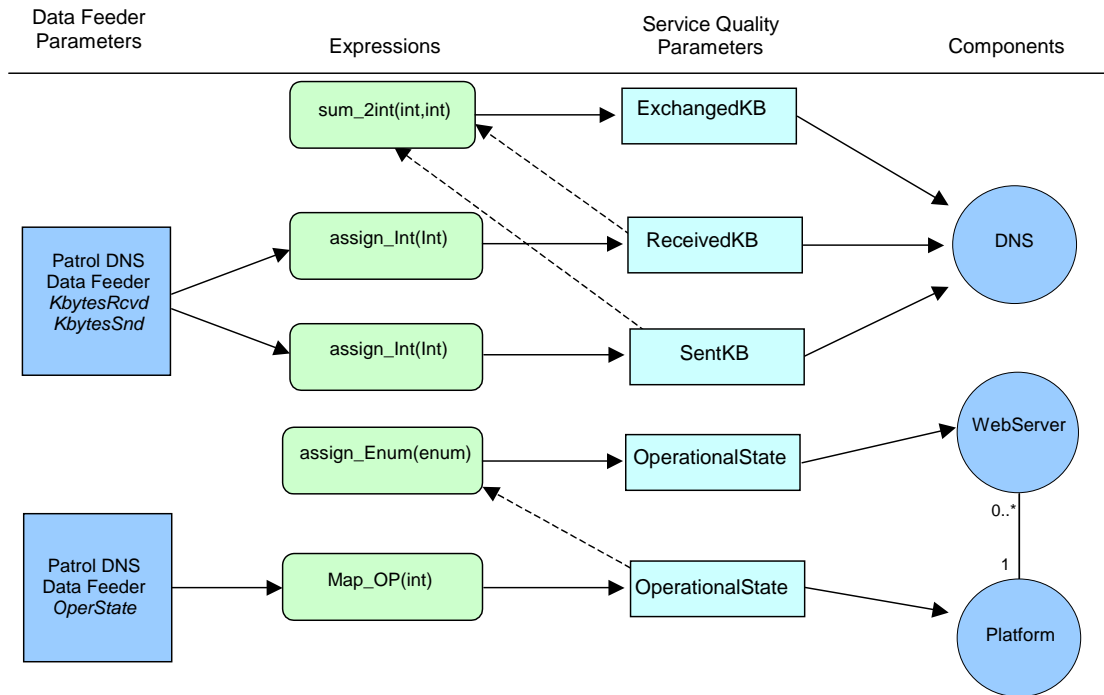 Data Feeder
Parameters
Expressions
Service Quality
Parameters
Components
sum_2int(int,int)
ExchangedKB
assign_Int(Int)
ReceivedKB
DNS
Patrol DNS
Data Feeder
KbytesRcvd
KbytesSnd
assign_Int(Int)
SentKB
assign_Enum(enum)
OperationalState
WebServer
0..*
1
Patrol DNS
Data Feeder
OperState
Map_OP(int)
OperationalState
Platform